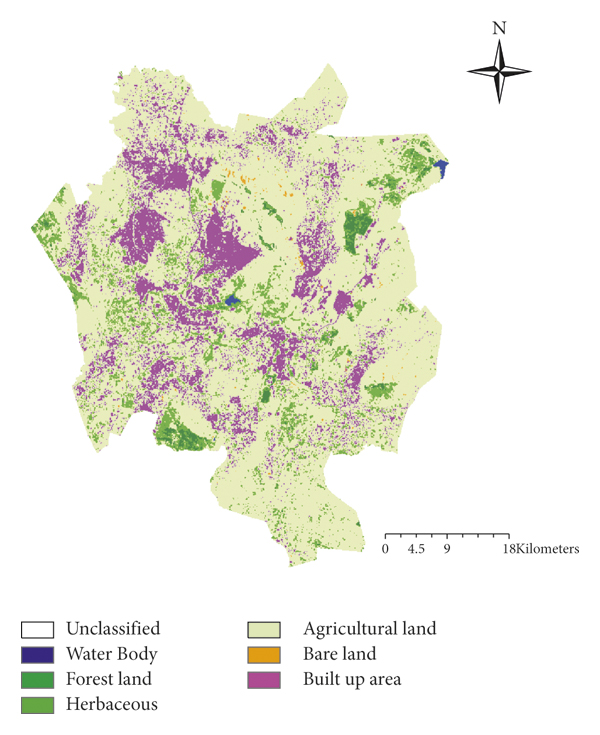 N
0 4.5 9 18Kilometers
Unclassified
Water Body
Forest land
Herbaceous
Agricultural land
Bare land
Built up area